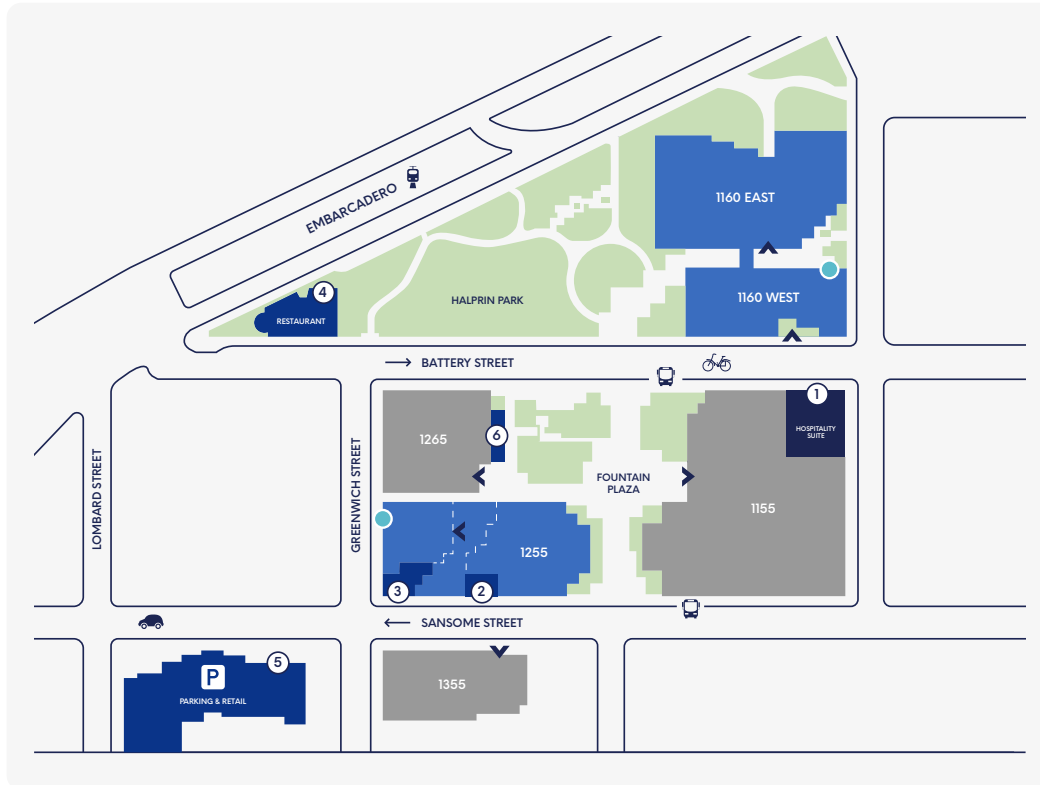 EMBARCADERO
1160 EAST
1160 WEST
4
HALPRIN PARK
RESTAURANT
BATTERY STREET
1
HOSPITALITY
SUITE
1265
6
LOMBARD STREET
GREENWICH STREET
FOUNTAIN
PLAZA
1155
1255
3
2
SANSOME STREET
5
P
PARKING & RETAIL
1355